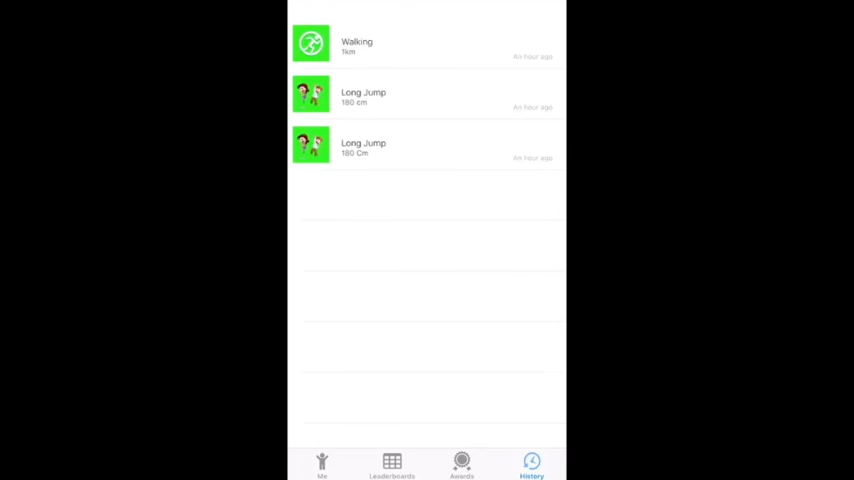 Walking
1km
An hour ago
Long Jump
180 cm
An hour ago
Long Jump
180 Cm
An hour ago
Me
Leaderboards
Awards
History